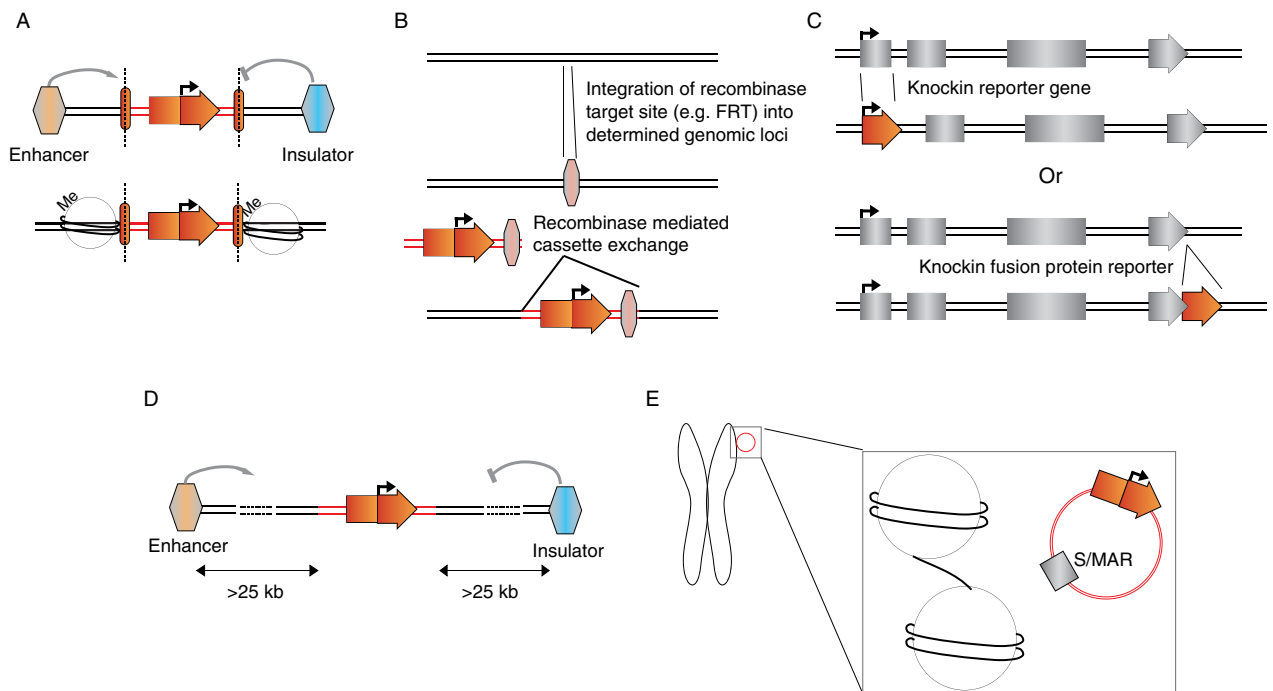 A
Enhancer
Insulator
Me
Me
B
Integration of recombinase
target site (e.g. FRT) into
determined genomic loci
Recombinase mediated
cassette exchange
C
Knockin reporter gene
Or
Knockin fusion protein reporter
D
Enhancer
Insulator
>25 kb
>25 kb
E
S/MAR